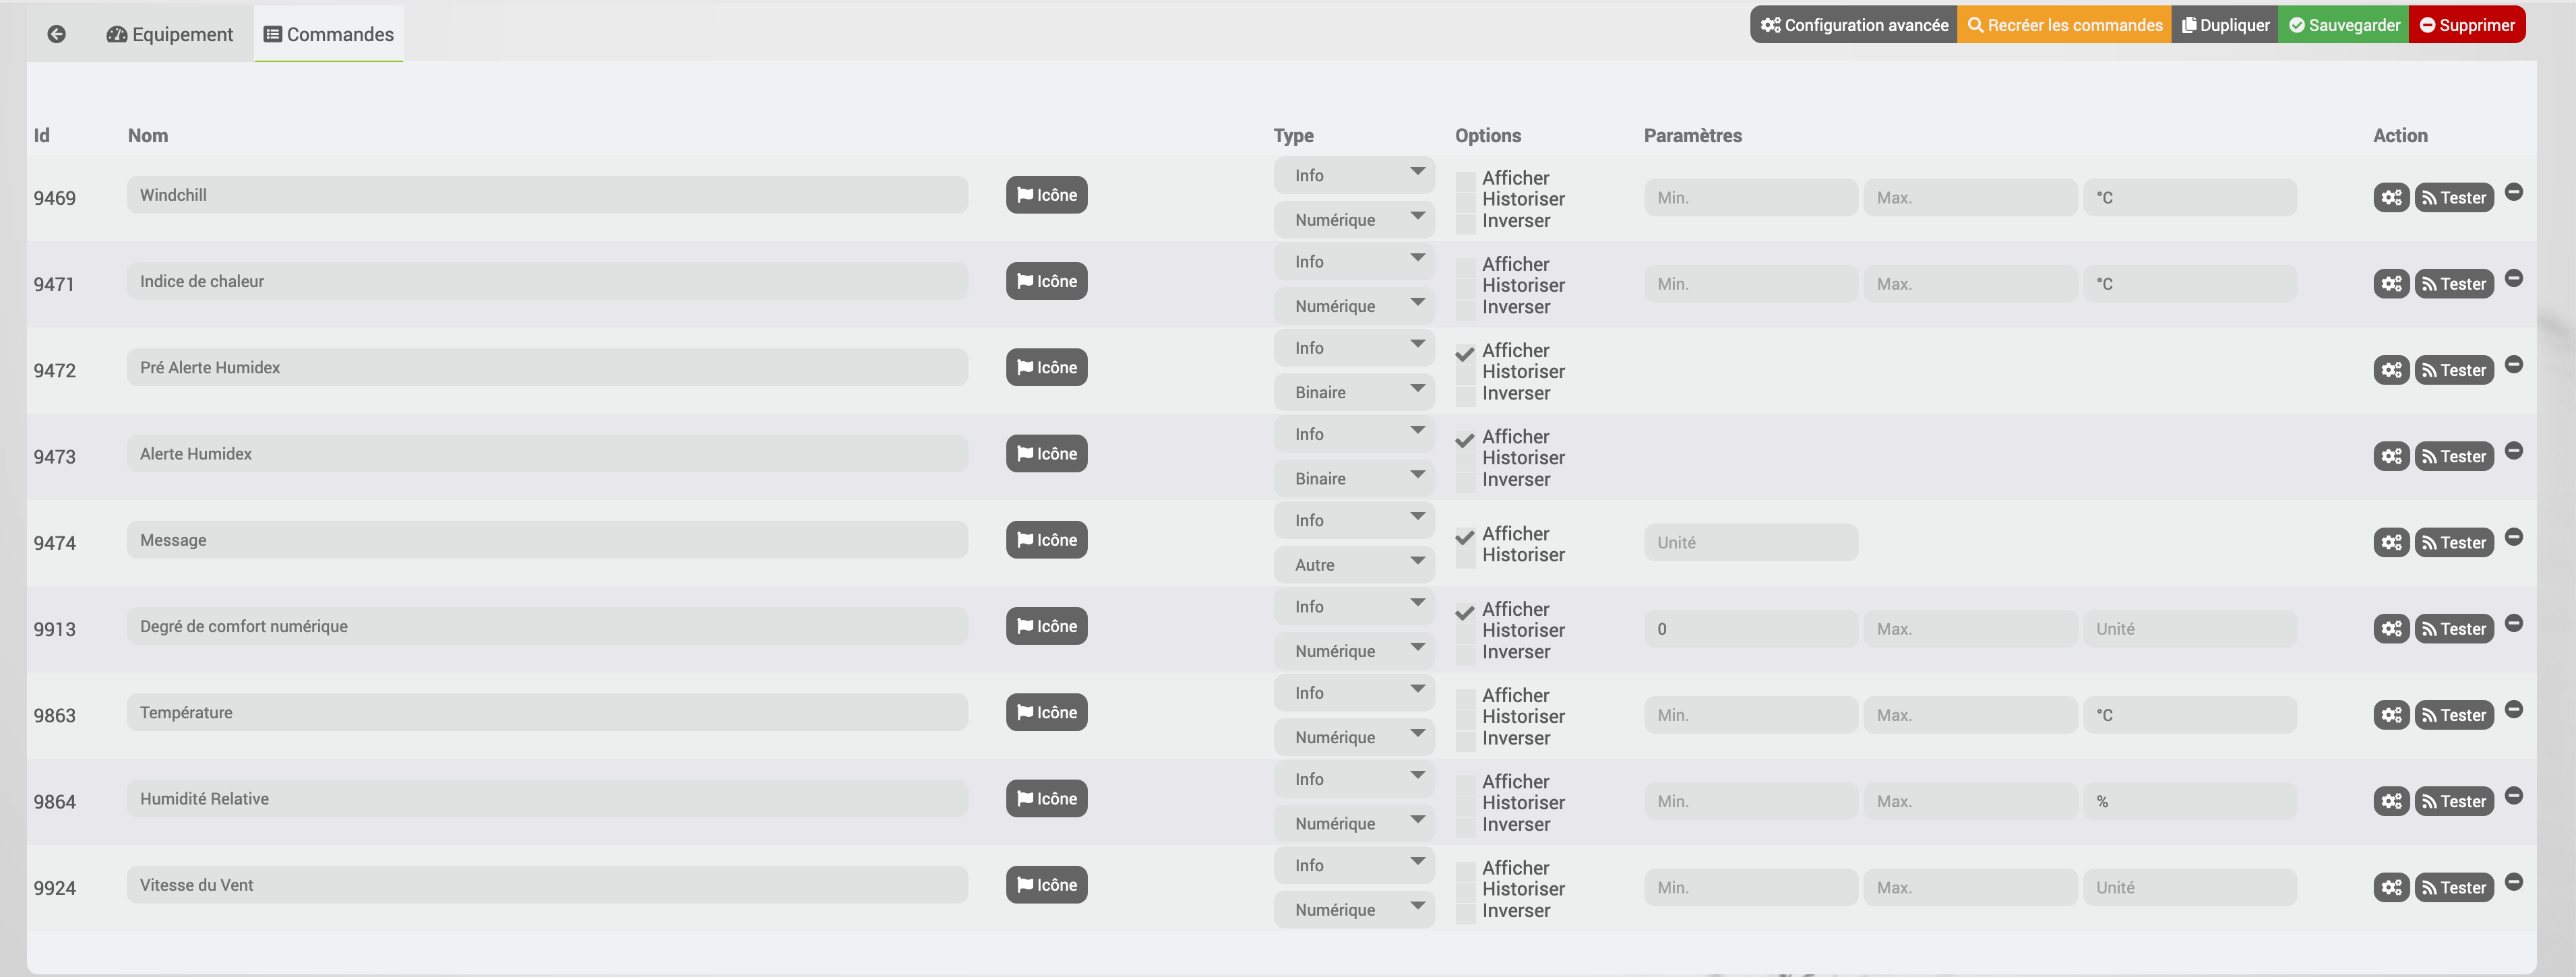 Equipement
Commandes
Configuration avancée
Recréer les commandes
Dupliquer
Sauvegarder
Supprimer
Id Nom Type Options Paramètres Action
9469 Windchill Icône Info Numérique Afficher Historiser Inverser Min. Max. °C Tester
9471 Indice de chaleur Icône Info Numérique Afficher Historiser Inverser Min. Max. °C Tester
9472 Pré Alerte Humidex Icône Info Binaire Afficher Historiser Inverser Tester
9473 Alerte Humidex Icône Info Binaire Afficher Historiser Inverser Tester
9474 Message Icône Info Autre Afficher Historiser Unité Tester
9913 Degré de comfort numérique Icône Info Numérique Afficher Historiser Inverser 0 Max. Unité Tester
9863 Température Icône Info Numérique Afficher Historiser Inverser Min. Max. °C Tester
9864 Humidité Relative Icône Info Numérique Afficher Historiser Inverser Min. Max. % Tester
9924 Vitesse du Vent Icône Info Numérique Afficher Historiser Inverser Min. Max. Unité Tester